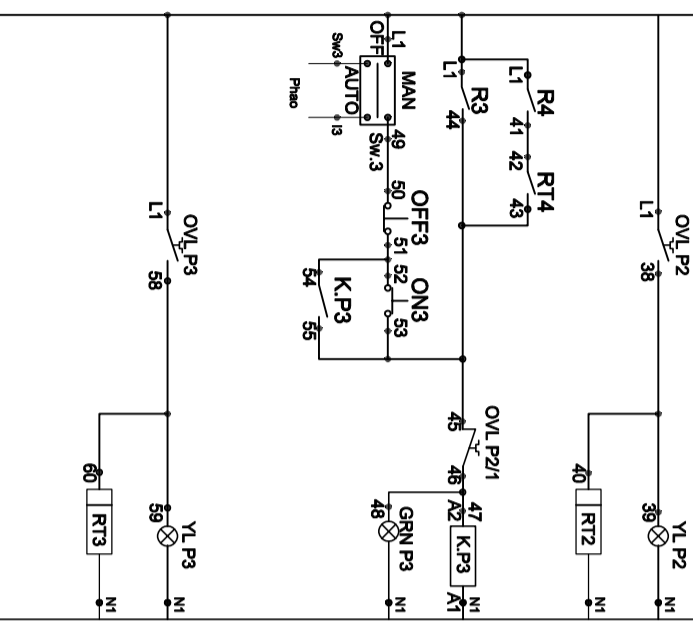 L1
OFF
Sw3
AUTO
MAN
Phao
I3
49
Sw.3
L1
R3
44
L1
R4
41
42
RT4
43
50
OFF3
51
52
ON3
53
54
K.P3
55
L1
OVL P3
58
L1
OVL P2
38
45
OVL P2/1
46
47
A2
K.P3
A1
N1
48
GRN P3
N1
60
RT3
N1
59
YL P3
N1
40
RT2
N1
39
YL P2
N1